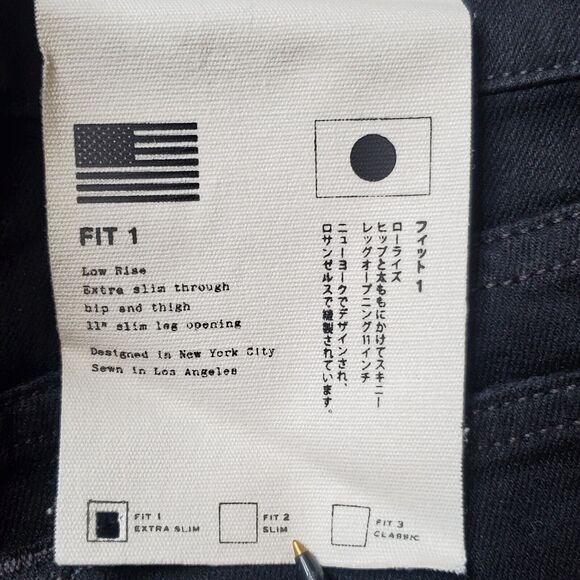 FIT 1
Low Rise
Extra slim through
hip and thigh
11" slim leg opening
Designed in New York City
Sewn in Los Angeles
フィット1
ローライズ
ヒップと太ももにかけてスキニー
レッグオープニング11インチ
ニューヨークでデザインされ、
ロサンゼルスで縫製されています。
FIT 1
EXTRA SLIM
FIT 2
SLIM
FIT 3
CLASSIC